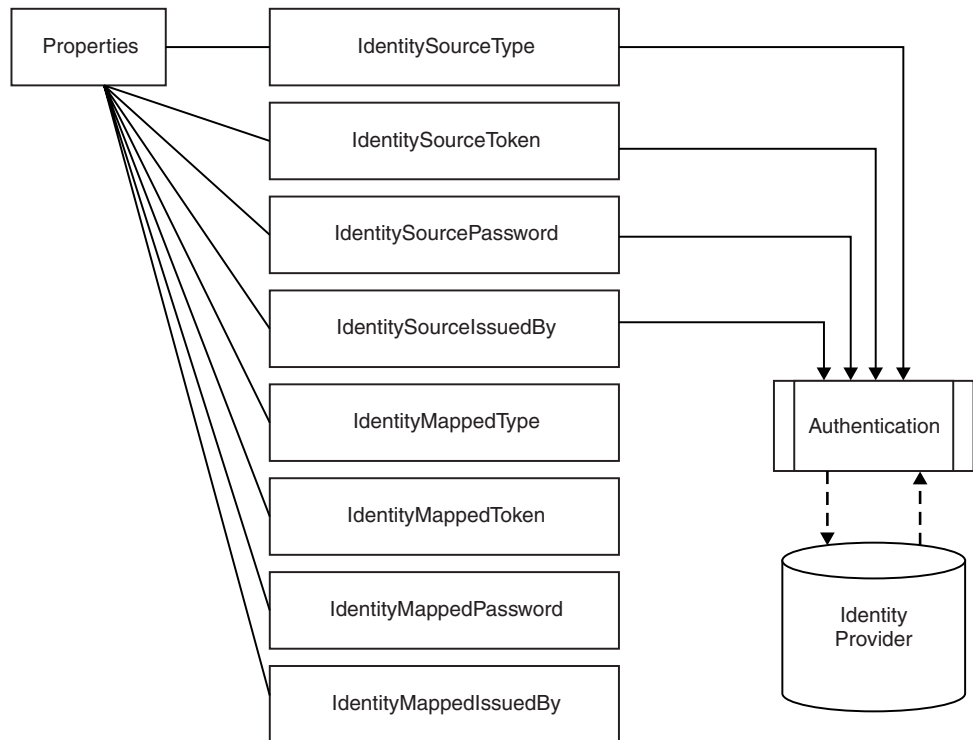 Properties
IdentitySourceType
IdentitySourceToken
IdentitySourcePassword
IdentitySourceIssuedBy
IdentityMappedType
IdentityMappedToken
IdentityMappedPassword
IdentityMappedIssuedBy
Authentication
Identity
Provider